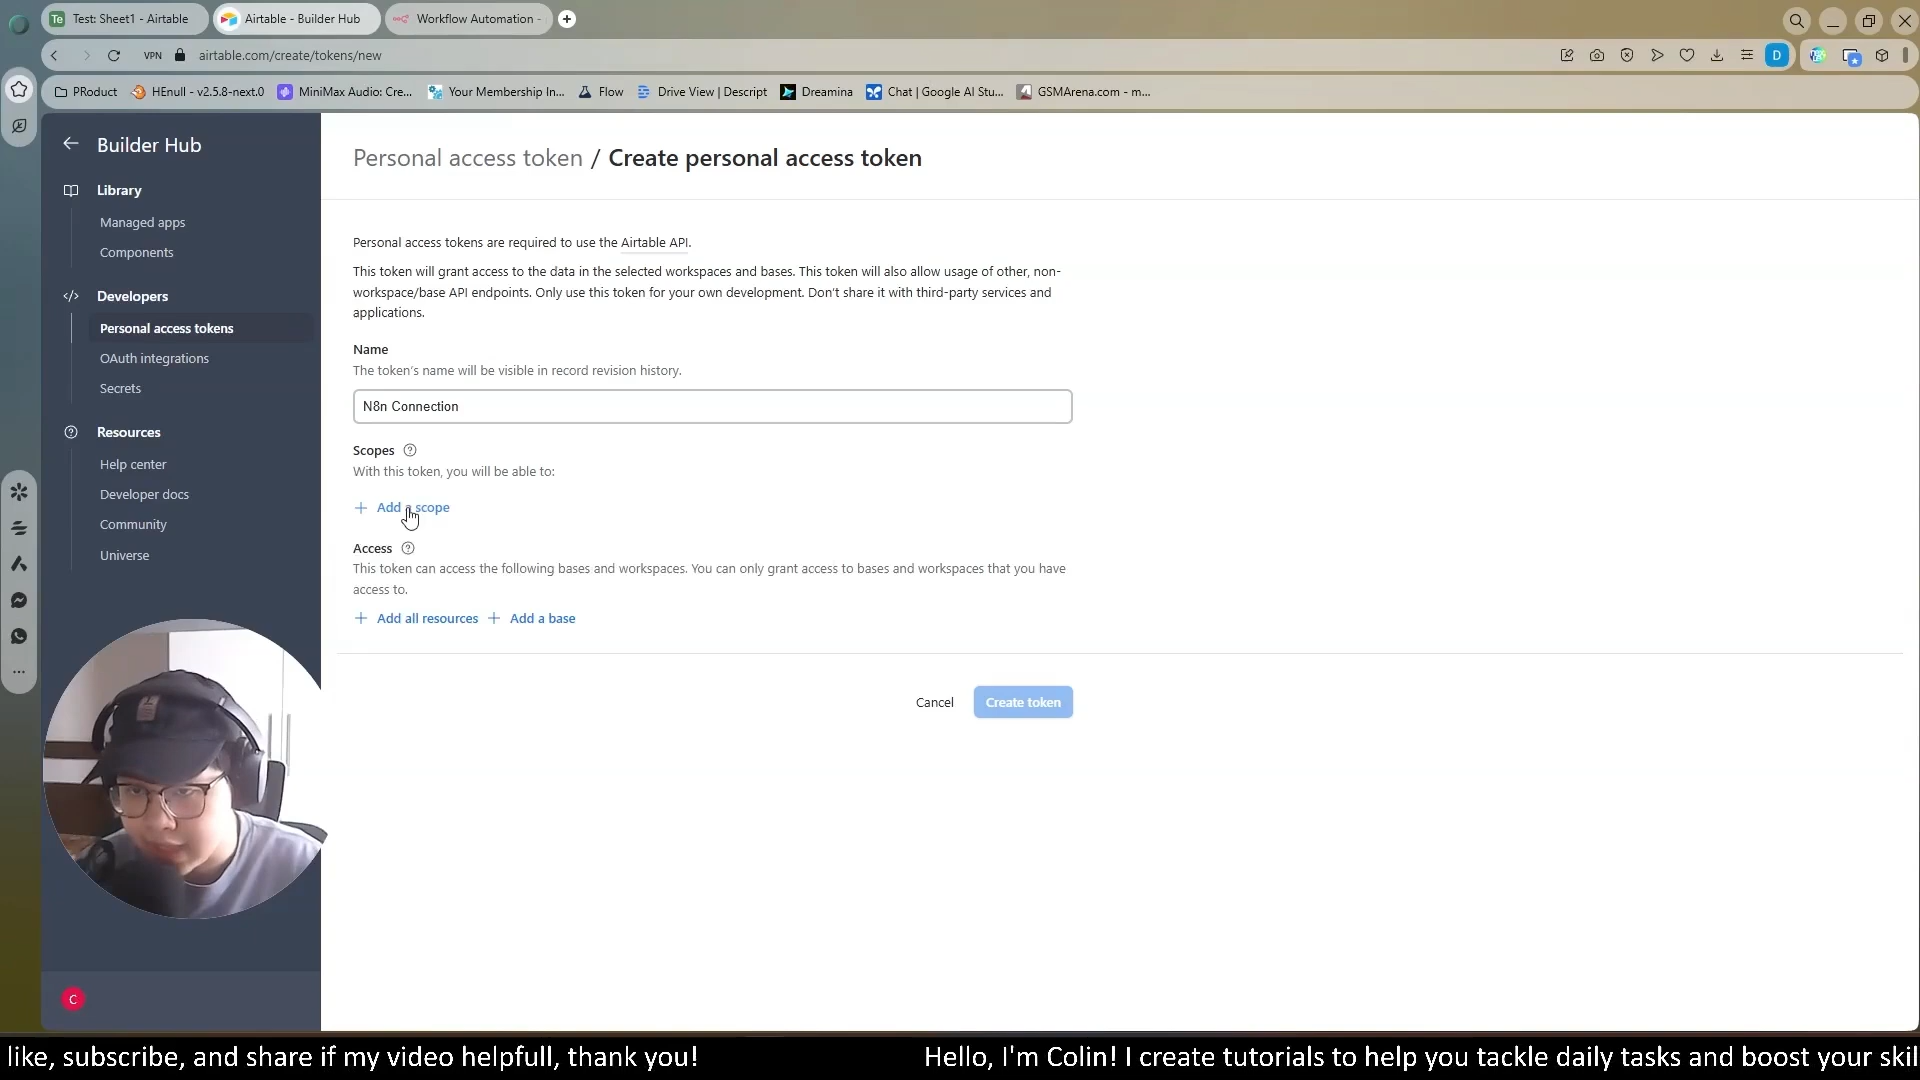 Test: Sheet1 - Airtable
Airtable - Builder Hub
Workflow Automation -
VPN
airtable.com/create/tokens/new
D
PRoduct
HEnull - v2.5.8-next.0
MiniMax Audio: Cre...
Your Membership In...
Flow
Drive View | Descript
Dreamina
Chat | Google AI Stu...
GSMArena.com - m...
Builder Hub
Library
Managed apps
Components
Developers
Personal access tokens
OAuth integrations
Secrets
Resources
Help center
Developer docs
Community
Universe
C
Personal access token / Create personal access token
Personal access tokens are required to use the Airtable API.
This token will grant access to the data in the selected workspaces and bases. This token will also allow usage of other, non-
workspace/base API endpoints. Only use this token for your own development. Don't share it with third-party services and
applications.
Name
The token's name will be visible in record revision history.
N8n Connection
Scopes
With this token, you will be able to:
Add a scope
Access
This token can access the following bases and workspaces. You can only grant access to bases and workspaces that you have
access to.
Add all resources
Add a base
Cancel
Create token
like, subscribe, and share if my video helpfull, thank you!
Hello, I'm Colin! I create tutorials to help you tackle daily tasks and boost your skil